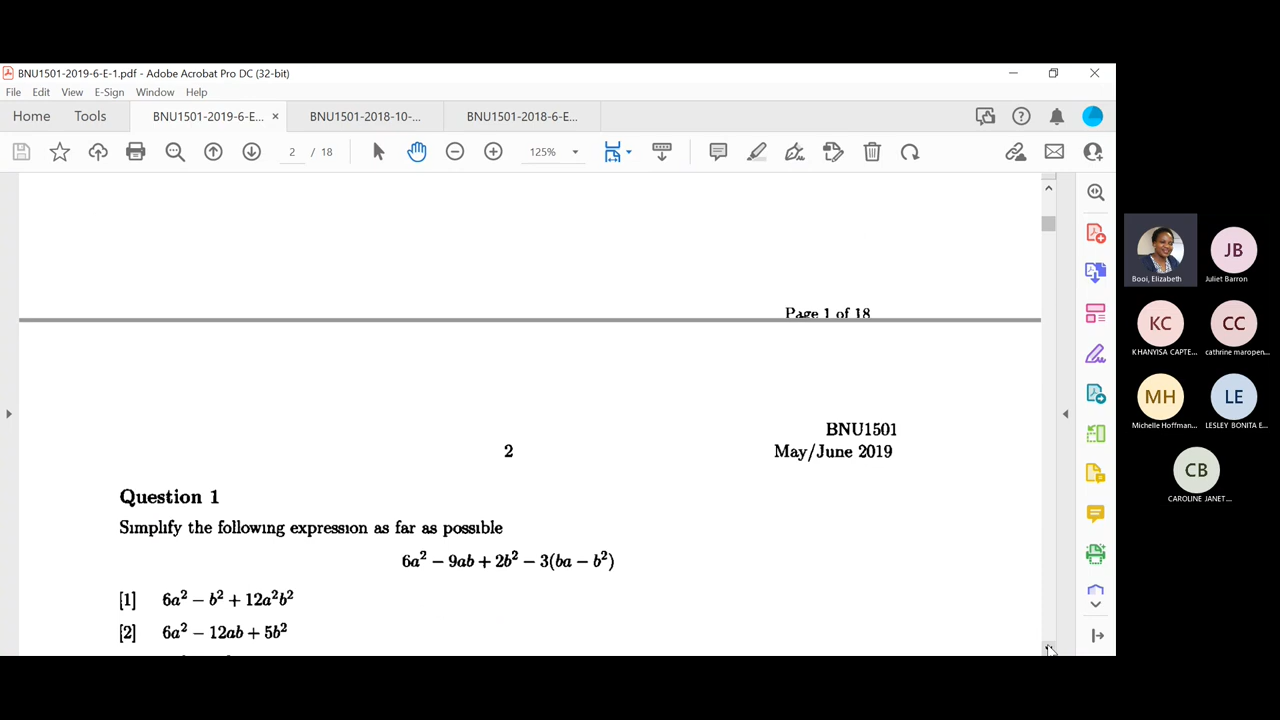 BNU1501-2019-6-E-1.pdf - Adobe Acrobat Pro DC (32-bit)
File Edit View E-Sign Window Help
Home Tools BNU1501-2019-6-E... × BNU1501-2018-10-... BNU1501-2018-6-E...
2 / 18 125%
Page 1 of 18
BNU1501
2 May/June 2019
Question 1
Simplify the following expression as far as possible
6a² − 9ab + 2b² − 3(ba − b²)
[1] 6a² − b² + 12a²b²
[2] 6a² − 12ab + 5b²
Booi, Elizabeth
JB
Juliet Barron
KC
KHANYISA CAPTE...
CC
cathrine maropen...
MH
Michelle Hoffman...
LE
LESLEY BONITA E...
CB
CAROLINE JANET...